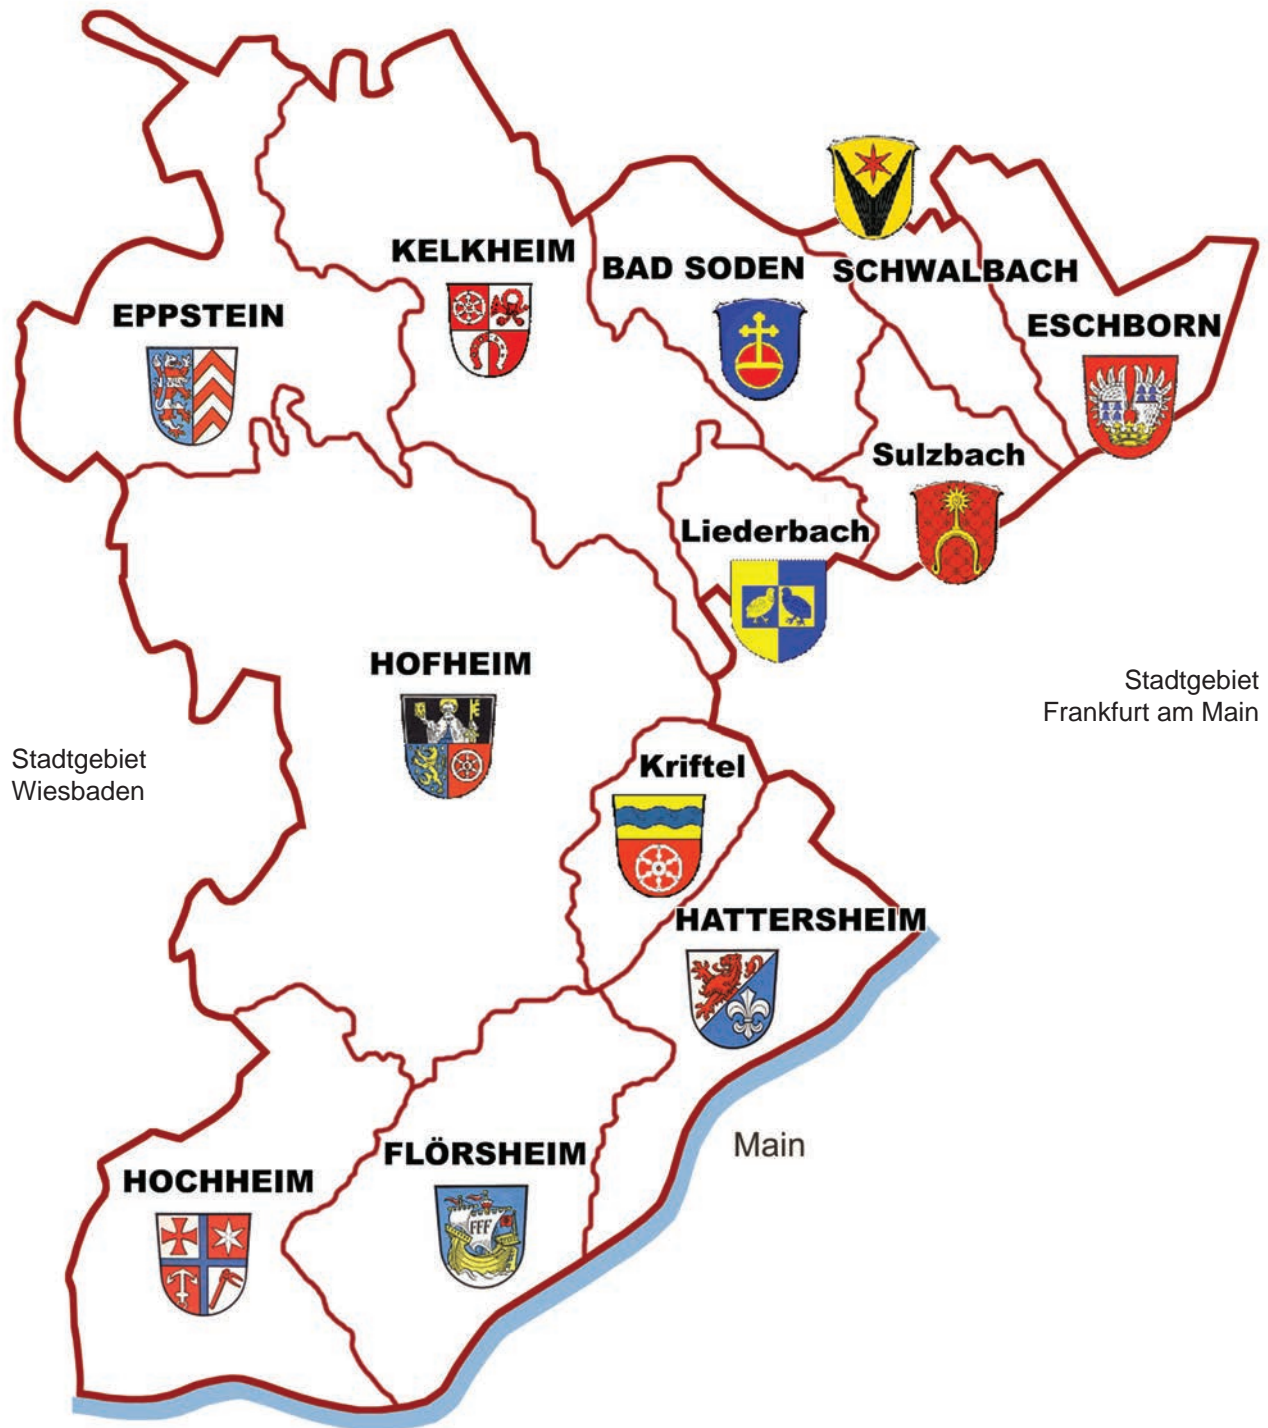 KELKHEIM
BAD SODEN
SCHWALBACH
EPPSTEIN
ESCHBORN
Sulzbach
Liederbach
HOFHEIM
Stadtgebiet
Frankfurt am Main
Stadtgebiet
Wiesbaden
Kriftel
HATTERSHEIM
Main
FLÖRSHEIM
HOCHHEIM
FFF